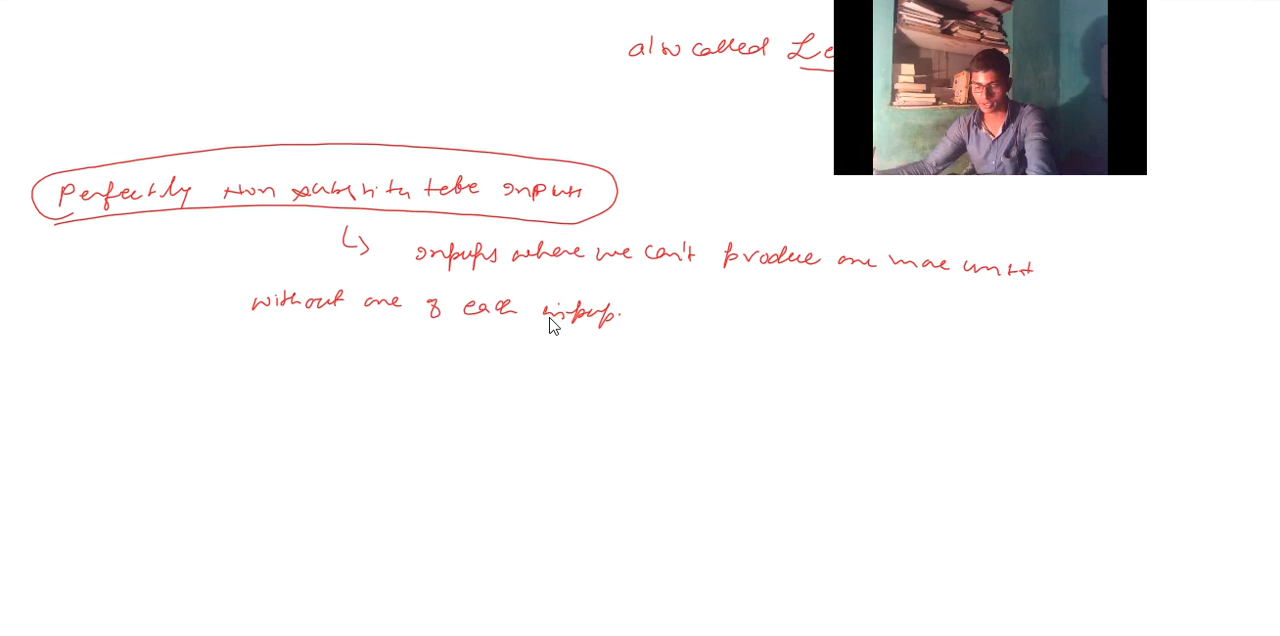 also called Le
Perfectly Non substitutebe inputs
↳ inputs where we can't produce one more unit
without one of each input.